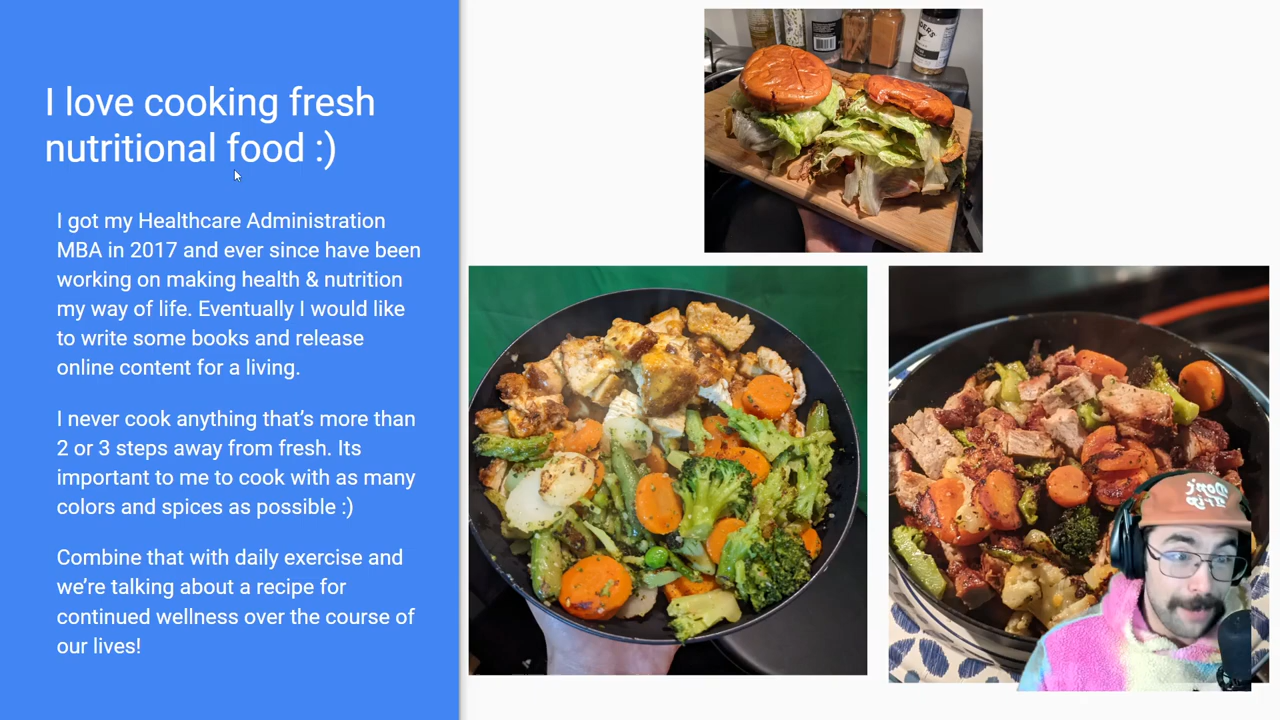 I love cooking fresh
nutritional food :)
I got my Healthcare Administration
MBA in 2017 and ever since have been
working on making health & nutrition
my way of life. Eventually I would like
to write some books and release
online content for a living.
I never cook anything that’s more than
2 or 3 steps away from fresh. Its
important to me to cook with as many
colors and spices as possible :)
Combine that with daily exercise and
we’re talking about a recipe for
continued wellness over the course of
our lives!